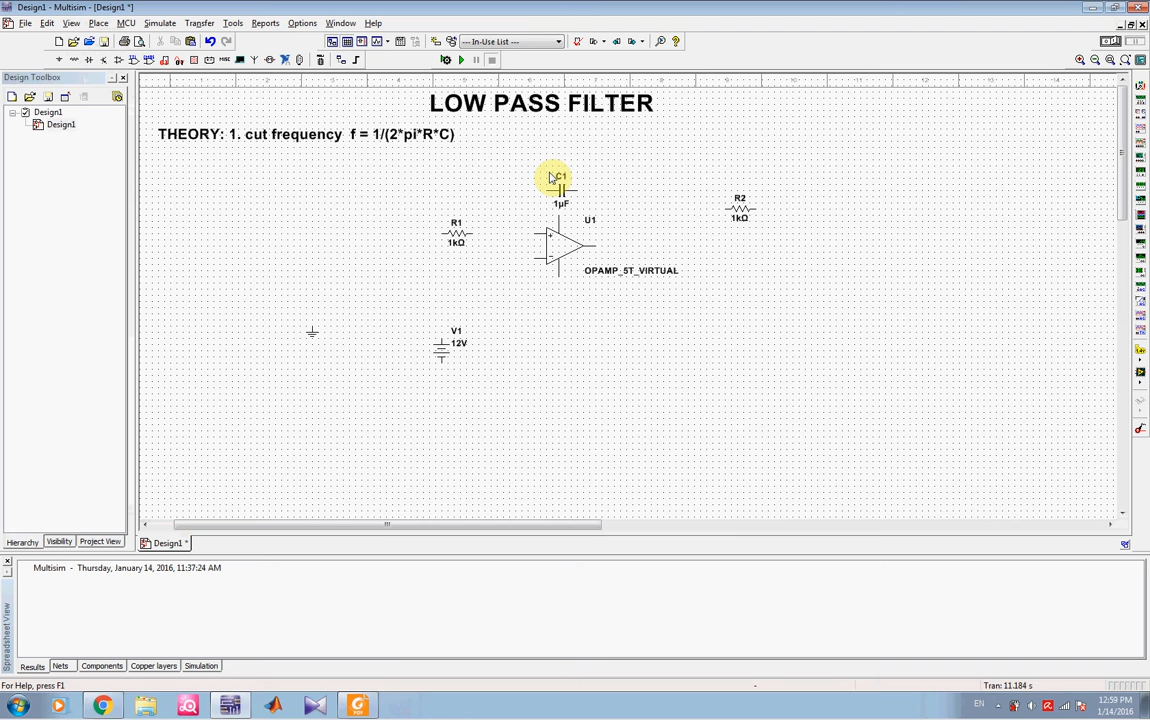 Design1 - Multisim - [Design1 *]
File Edit View Place MCU Simulate Transfer Tools Reports Options Window Help
--- In-Use List ---
Design Toolbox
Design1
Design1
LOW PASS FILTER
THEORY: 1. cut frequency f = 1/(2*pi*R*C)
C1
1µF
R2
1kΩ
R1
1kΩ
U1
OPAMP_5T_VIRTUAL
V1
12V
Hierarchy Visibility Project View
Design1 *
Multisim - Thursday, January 14, 2016, 11:37:24 AM
Spreadsheet View
Results Nets Components Copper layers Simulation
For Help, press F1
Tran: 11.184 s
EN
12:59 PM
1/14/2016